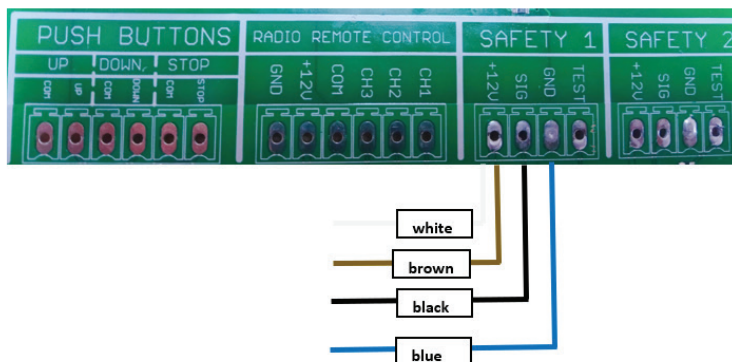 PUSH BUTTONS
UP DOWN, STOP
COM UP COM DOWN COM STOP
RADIO REMOTE CONTROL
GND +12V COM CH3 CH2 CH1
SAFETY 1
+12V SIG GND TEST
SAFETY 2
+12V SIG GND TEST
white
brown
black
blue